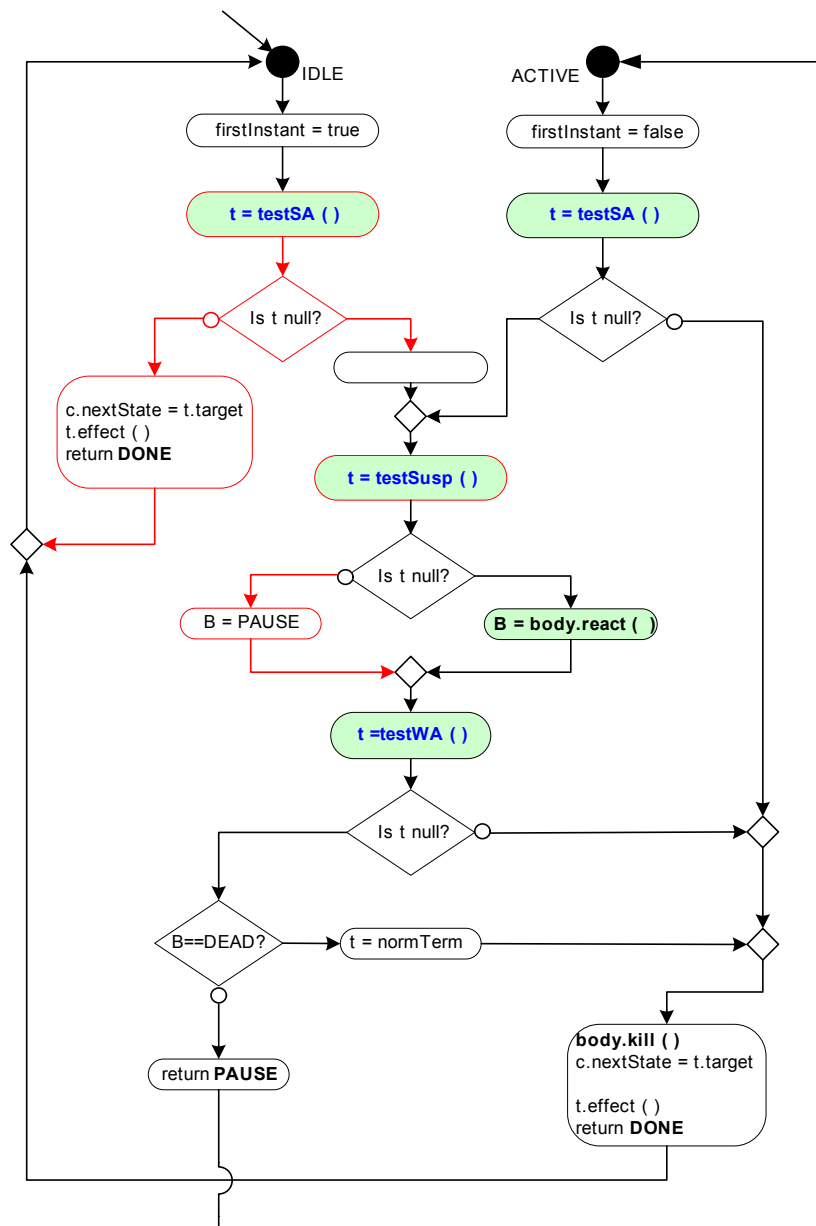 IDLE
ACTIVE
firstInstant = true
firstInstant = false
t = testSA ( )
t = testSA ( )
Is t null?
Is t null?
c.nextState = t.target
t.effect ( )
return DONE
t = testSusp ( )
Is t null?
B = PAUSE
B = body.react ( )
t =testWA ( )
Is t null?
B==DEAD?
t = normTerm
return PAUSE
body.kill ( )
c.nextState = t.target
t.effect ( )
return DONE